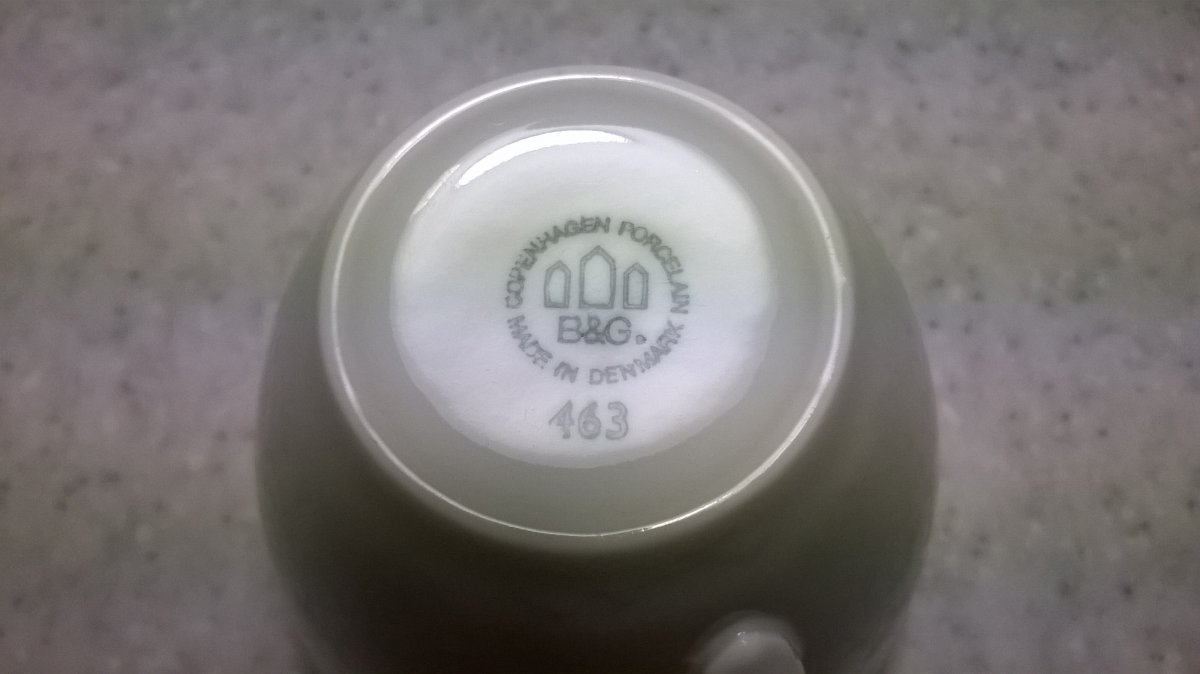 COPENHAGEN PORCELAIN
B&G.
MADE IN DENMARK
463